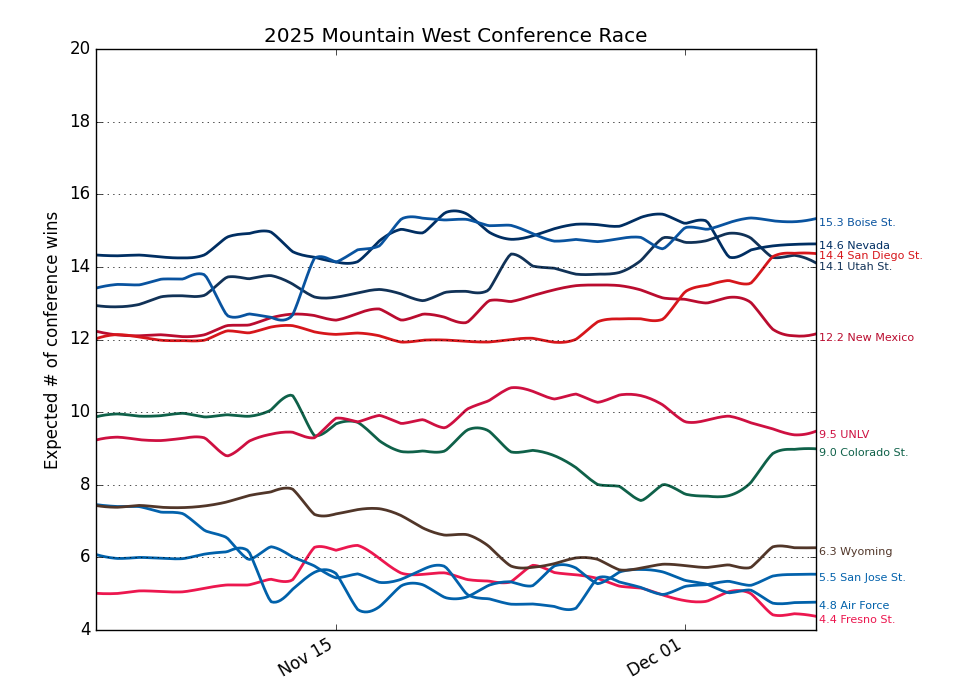 2025 Mountain West Conference Race
Expected # of conference wins
20
18
16
14
12
10
8
6
4
15.3 Boise St.
14.6 Nevada
14.4 San Diego St.
14.1 Utah St.
12.2 New Mexico
9.5 UNLV
9.0 Colorado St.
6.3 Wyoming
5.5 San Jose St.
4.8 Air Force
4.4 Fresno St.
Nov 15
Dec 01